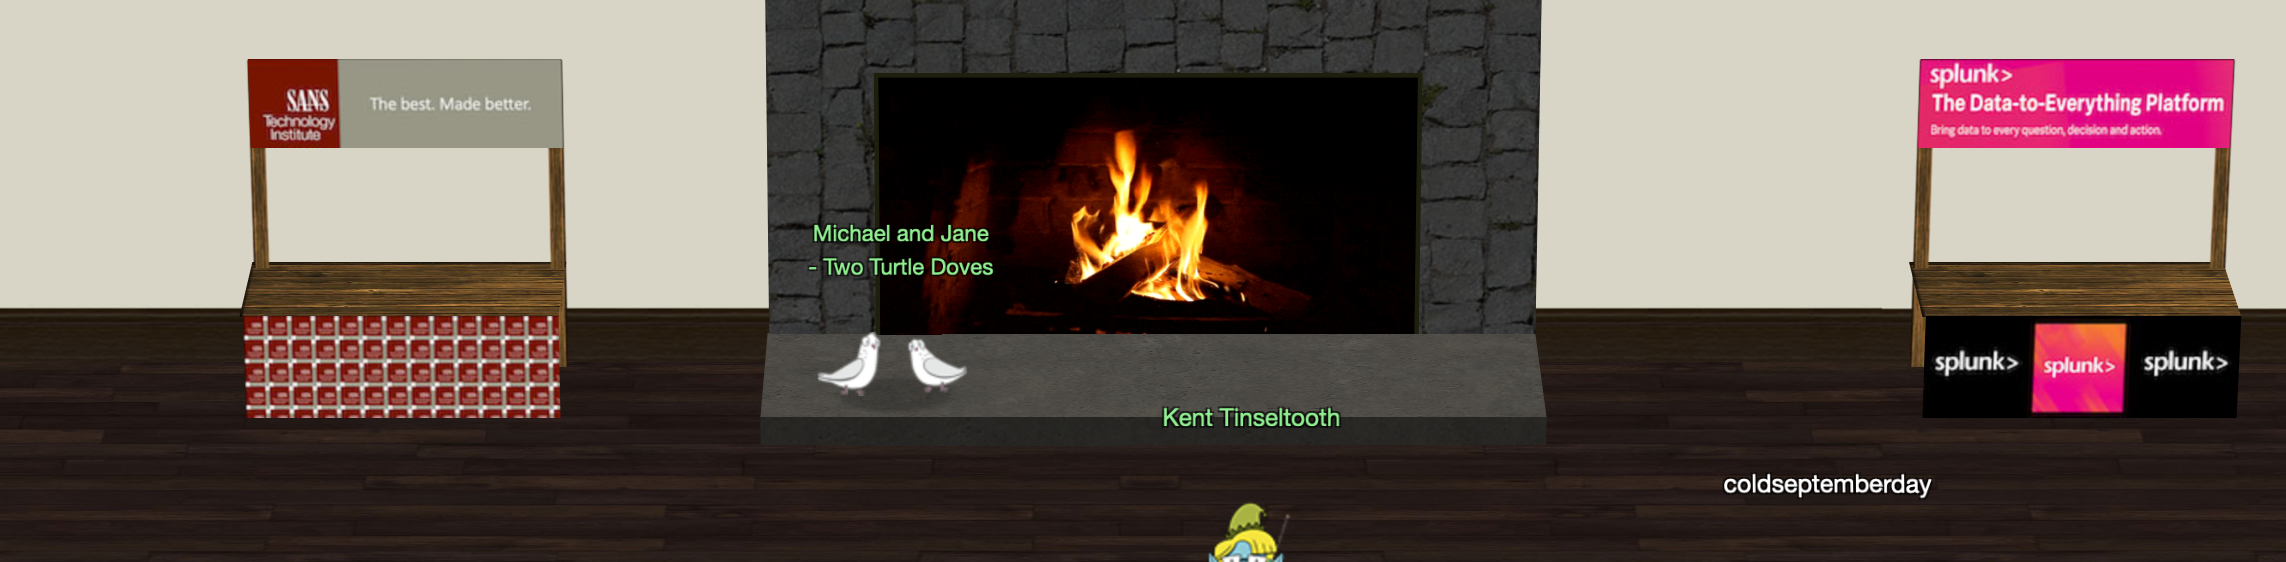 SANS
Technology
Institute
The best. Made better.
Michael and Jane
- Two Turtle Doves
Kent Tinseltooth
splunk>
The Data-to-Everything Platform
Bring data to every question, decision and action.
splunk>
splunk>
splunk>
coldseptemberday